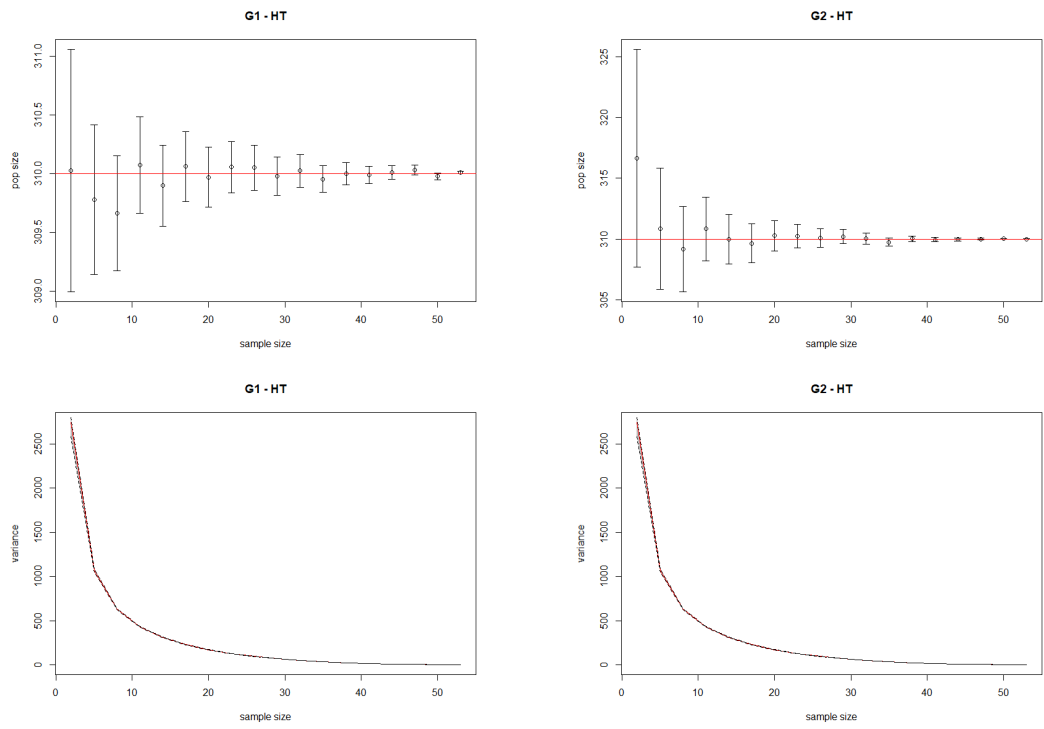 G1 - HT
311.0
310.5
310.0
309.5
309.0
pop size
0 10 20 30 40 50
sample size
G2 - HT
325
320
315
310
305
pop size
0 10 20 30 40 50
sample size
G1 - HT
2500
2000
1500
1000
500
0
variance
0 10 20 30 40 50
sample size
G2 - HT
2500
2000
1500
1000
500
0
variance
0 10 20 30 40 50
sample size